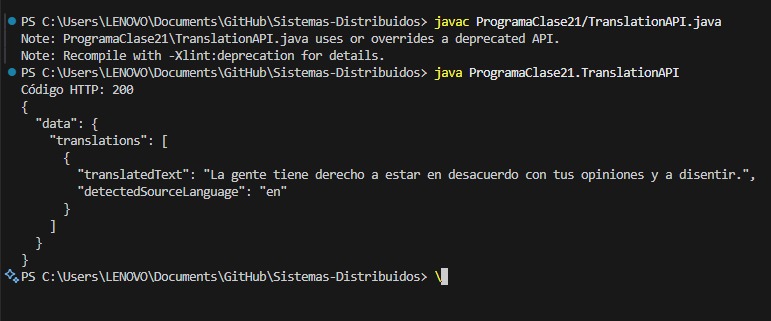 PS C:\Users\LENOVO\Documents\GitHub\Sistemas-Distribuidos> javac ProgramaClase21/TranslationAPI.java
Note: ProgramaClase21\TranslationAPI.java uses or overrides a deprecated API.
Note: Recompile with -Xlint:deprecation for details.
PS C:\Users\LENOVO\Documents\GitHub\Sistemas-Distribuidos> java ProgramaClase21.TranslationAPI
Código HTTP: 200
{
  "data": {
    "translations": [
      {
        "translatedText": "La gente tiene derecho a estar en desacuerdo con tus opiniones y a disentir.",
        "detectedSourceLanguage": "en"
      }
    ]
  }
}
PS C:\Users\LENOVO\Documents\GitHub\Sistemas-Distribuidos> \